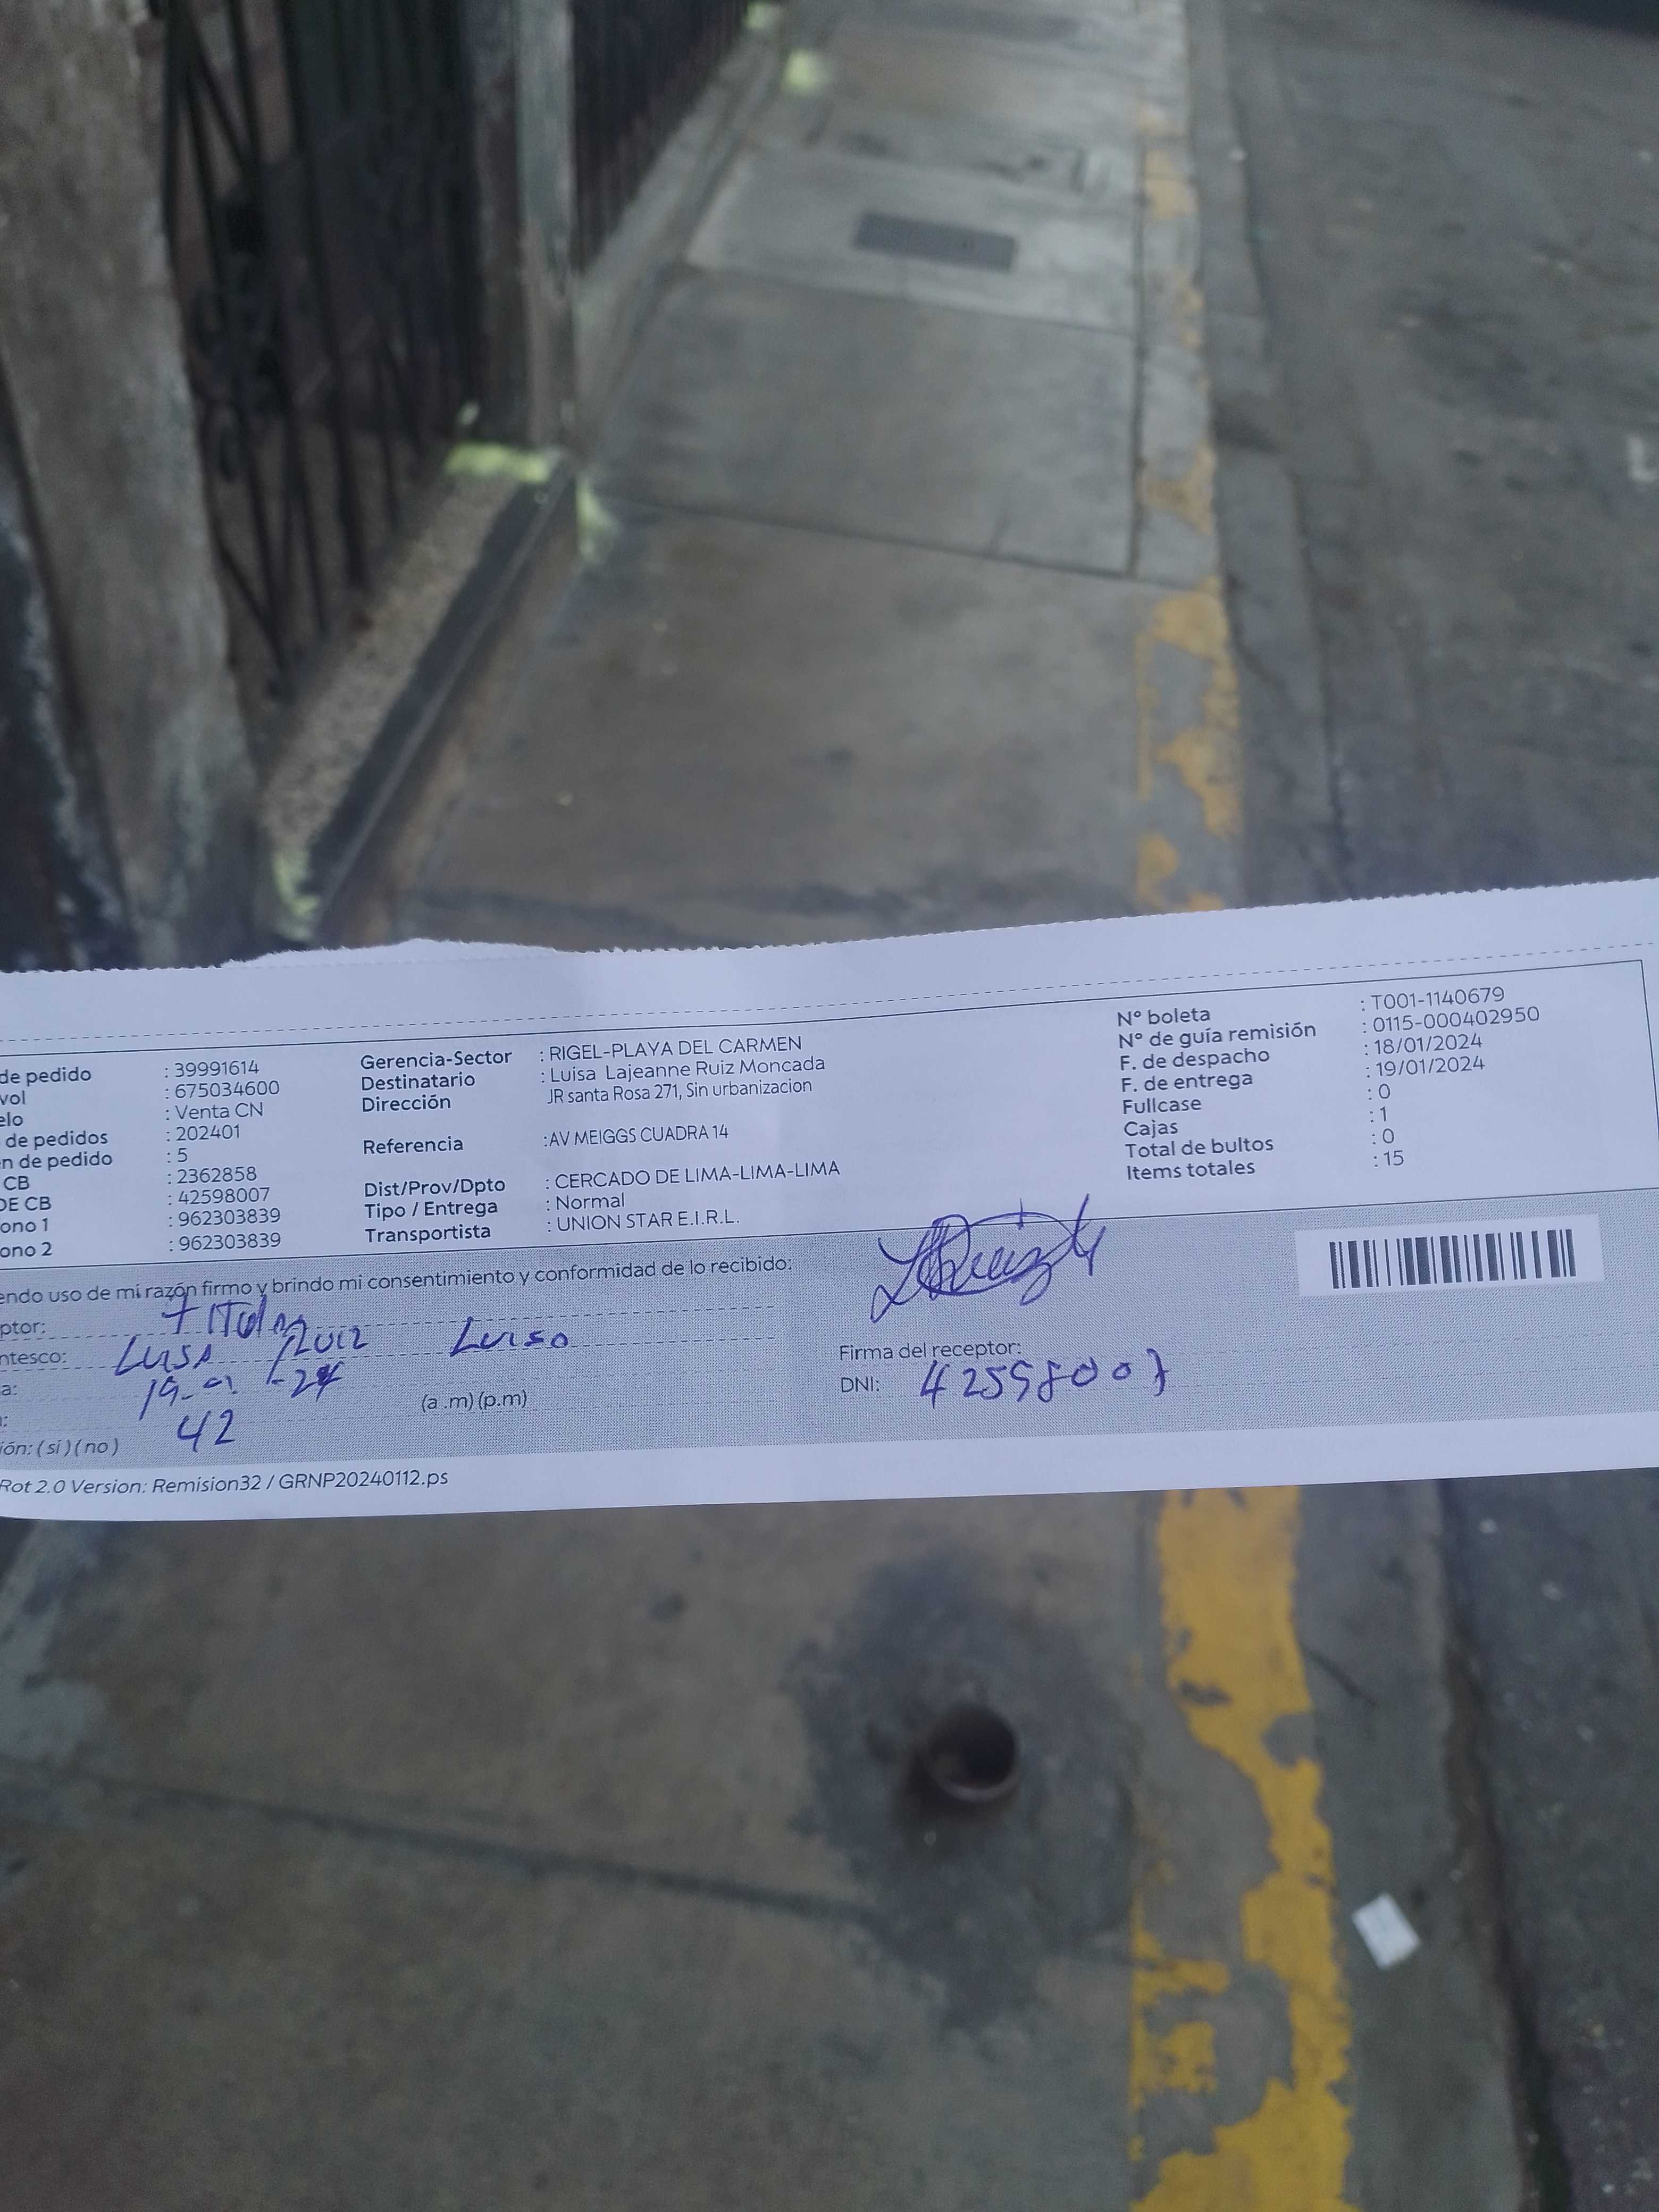 de pedido : 39991614
vol : 675034600
elo : Venta CN
de pedidos : 202401
n de pedido : 5
CB : 2362858
DE CB : 42598007
ono 1 : 962303839
ono 2 : 962303839
Gerencia-Sector : RIGEL-PLAYA DEL CARMEN
Destinatario : Luisa Lajeanne Ruiz Moncada
Dirección JR santa Rosa 271, Sin urbanizacion
Referencia :AV MEIGGS CUADRA 14
Dist/Prov/Dpto : CERCADO DE LIMA-LIMA-LIMA
Tipo / Entrega : Normal
Transportista : UNION STAR E.I.R.L.
Nº boleta : T001-1140679
Nº de guía remisión : 0115-000402950
F. de despacho : 18/01/2024
F. de entrega : 19/01/2024
Fullcase : 0
Cajas : 1
Total de bultos : 0
Items totales : 15
endo uso de mi razón firmo y brindo mi consentimiento y conformidad de lo recibido:
ptor: Titular
ntesco: Luisa Ruiz Luisa
a: 19-01-24
: 42 (a .m) (p.m)
ión: (si) (no)
Firma del receptor:
DNI: 42598007
Rot 2.0 Version: Remision32 / GRNP20240112.ps